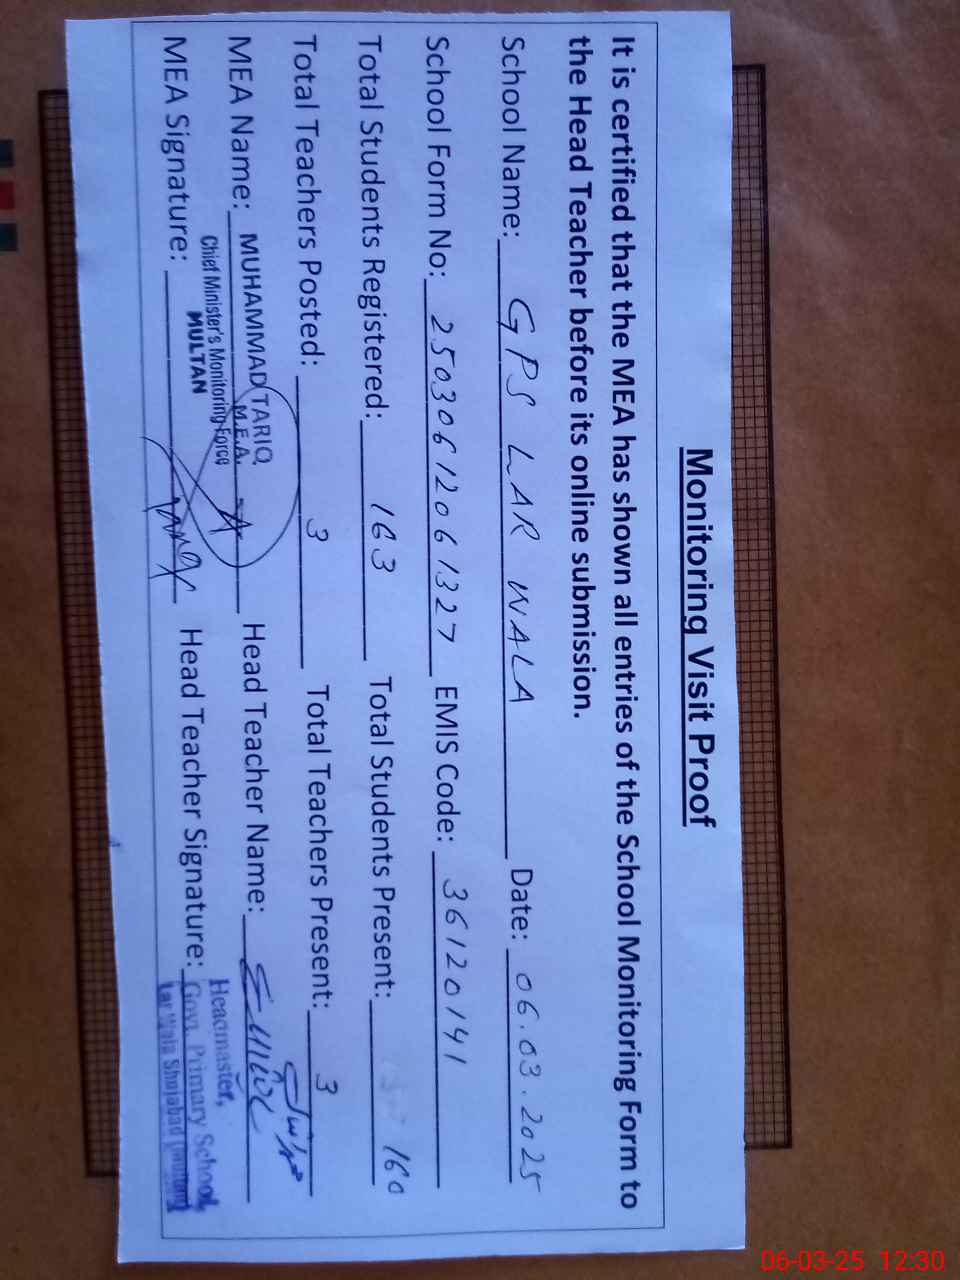 Monitoring Visit Proof
It is certified that the MEA has shown all entries of the School Monitoring Form to
the Head Teacher before its online submission.
School Name: GPS LAR WALA Date: 06.03.2025
School Form No: 25030612061327 EMIS Code: 36120141
Total Students Registered: 163 Total Students Present: 160
Total Teachers Posted: 3 Total Teachers Present: 3
MEA Name: MUHAMMAD TARIQ Head Teacher Name:
M.E.A.
Chief Minister's Monitoring Force
MULTAN
MEA Signature: Head Teacher Signature:
Headmaster,
Govt. Primary School,
Lar Wala Shujabad
06-03-25 12:30